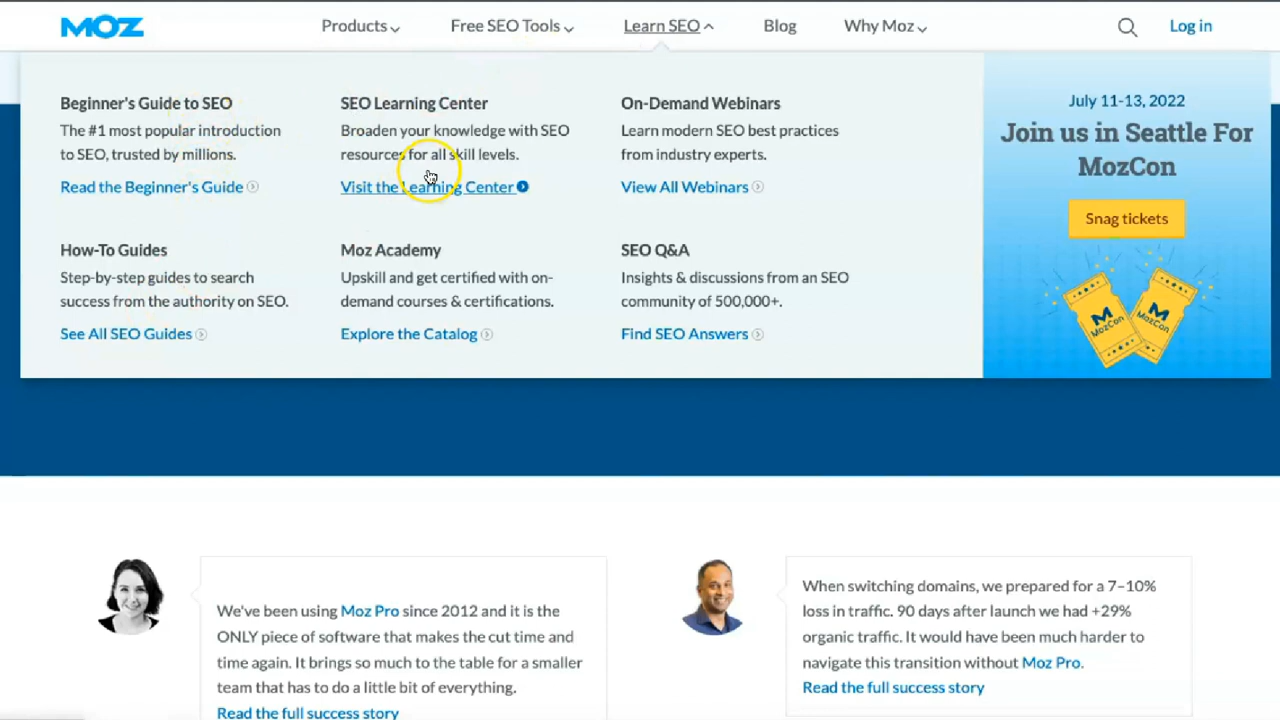 MOZ
Products
Free SEO Tools
Learn SEO
Blog
Why Moz
Log in
Beginner's Guide to SEO
The #1 most popular introduction
to SEO, trusted by millions.
Read the Beginner's Guide
SEO Learning Center
Broaden your knowledge with SEO
resources for all skill levels.
Visit the Learning Center
On-Demand Webinars
Learn modern SEO best practices
from industry experts.
View All Webinars
How-To Guides
Step-by-step guides to search
success from the authority on SEO.
See All SEO Guides
Moz Academy
Upskill and get certified with on-
demand courses & certifications.
Explore the Catalog
SEO Q&A
Insights & discussions from an SEO
community of 500,000+.
Find SEO Answers
July 11-13, 2022
Join us in Seattle For
MozCon
Snag tickets
M
MozCon
M
MozCon
We've been using Moz Pro since 2012 and it is the
ONLY piece of software that makes the cut time and
time again. It brings so much to the table for a smaller
team that has to do a little bit of everything.
Read the full success story
When switching domains, we prepared for a 7–10%
loss in traffic. 90 days after launch we had +29%
organic traffic. It would have been much harder to
navigate this transition without Moz Pro.
Read the full success story